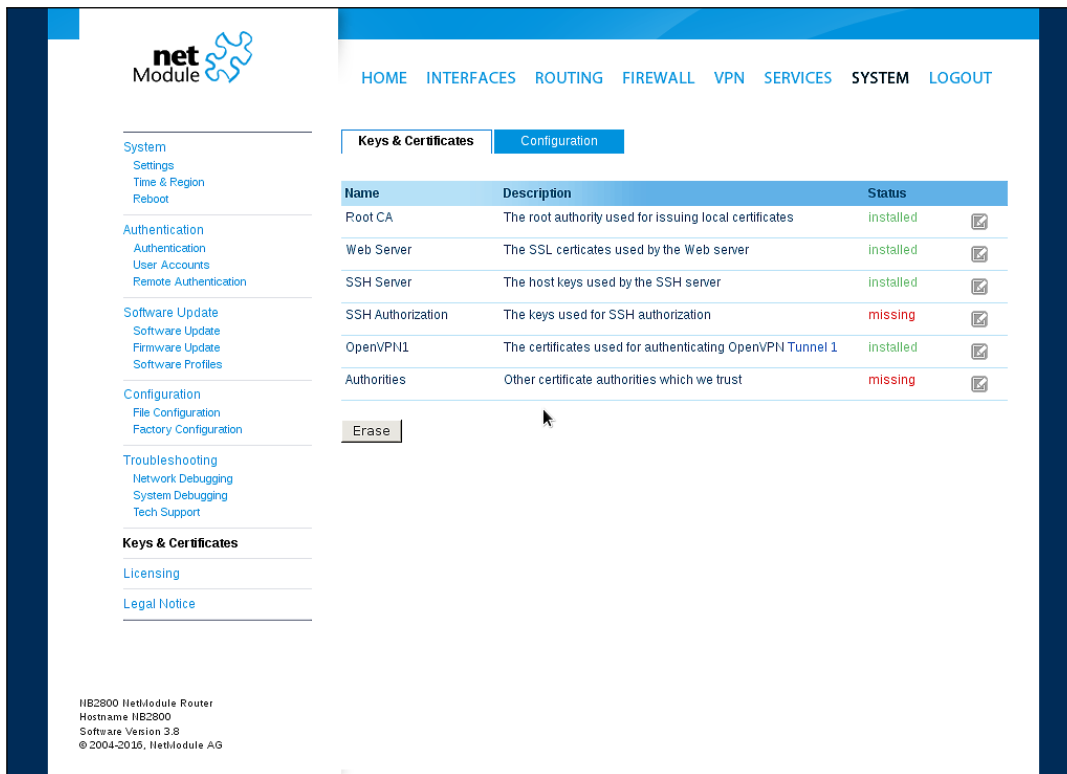 net
Module
HOME INTERFACES ROUTING FIREWALL VPN SERVICES SYSTEM LOGOUT
System
Settings
Time & Region
Reboot
Authentication
Authentication
User Accounts
Remote Authentication
Software Update
Software Update
Firmware Update
Software Profiles
Configuration
File Configuration
Factory Configuration
Troubleshooting
Network Debugging
System Debugging
Tech Support
Keys & Certificates
Licensing
Legal Notice
Keys & Certificates Configuration
Name Description Status
Root CA The root authority used for issuing local certificates installed
Web Server The SSL certicates used by the Web server installed
SSH Server The host keys used by the SSH server installed
SSH Authorization The keys used for SSH authorization missing
OpenVPN1 The certificates used for authenticating OpenVPN Tunnel 1 installed
Authorities Other certificate authorities which we trust missing
Erase
NB2800 NetModule Router
Hostname NB2800
Software Version 3.8
© 2004-2016, NetModule AG